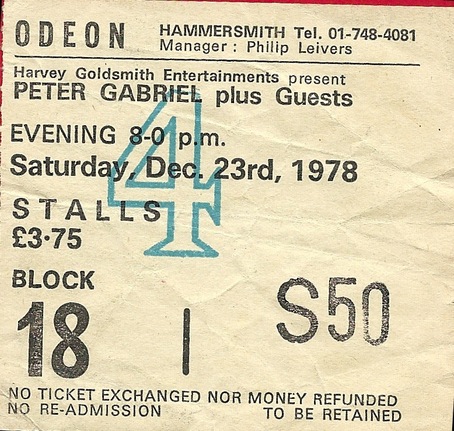 ODEON HAMMERSMITH Tel. 01-748-4081
Manager : Philip Leivers
Harvey Goldsmith Entertainments present
PETER GABRIEL plus Guests
EVENING 8-0 p.m.
Saturday, Dec. 23rd, 1978
4
STALLS
£3·75
BLOCK
18 | S50
NO TICKET EXCHANGED NOR MONEY REFUNDED
NO RE-ADMISSION TO BE RETAINED